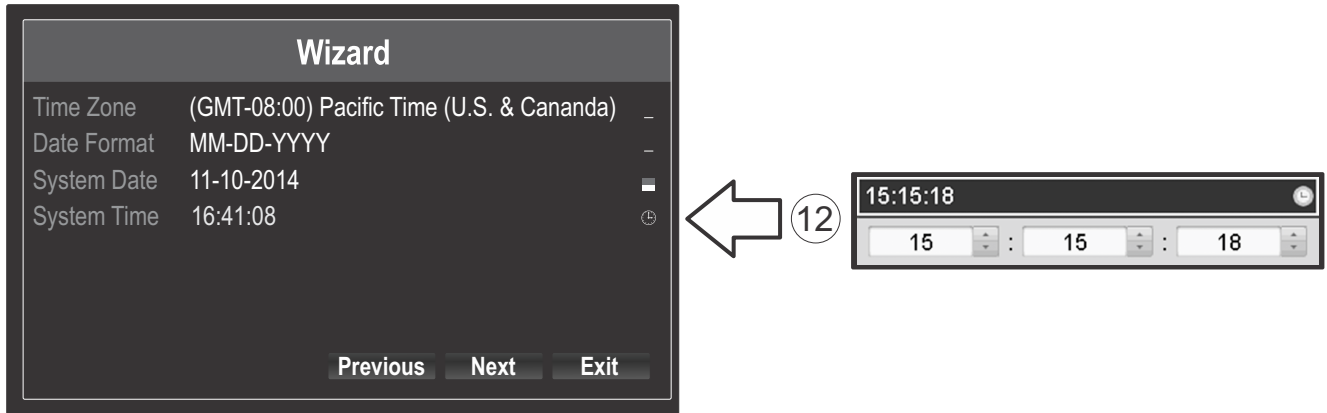 Wizard
Time Zone (GMT-08:00) Pacific Time (U.S. & Cananda) _
Date Format MM-DD-YYYY _
System Date 11-10-2014
System Time 16:41:08
Previous Next Exit
12
15:15:18
15 : 15 : 18